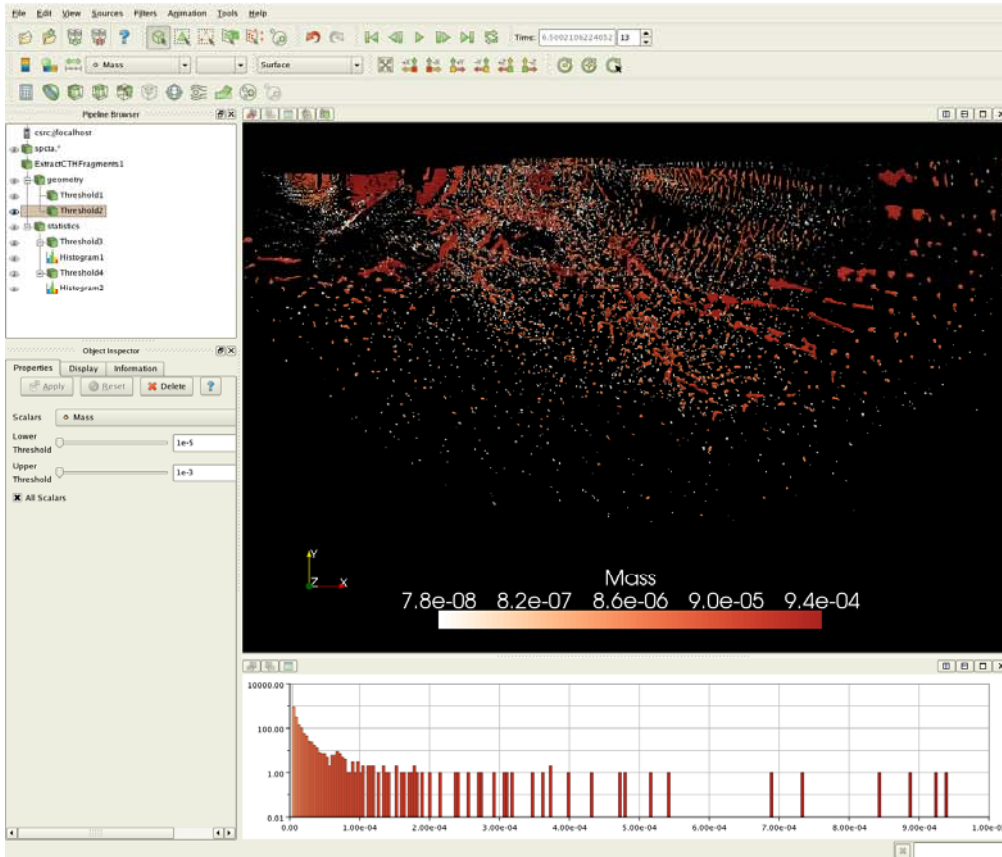 File Edit View Sources Filters Animation Tools Help
Time: 6.5002106224052 13
Mass Surface
Pipeline Browser
csrc://localhost
spcta.*
ExtractCTHFragments1
geometry
Threshold1
Threshold2
statistics
Threshold3
Histogram1
Threshold4
Histogram2
Object Inspector
Properties Display Information
Apply Reset Delete ?
Scalars Mass
Lower Threshold 1e-5
Upper Threshold 1e-3
All Scalars
Y
Z X
Mass
7.8e-08 8.2e-07 8.6e-06 9.0e-05 9.4e-04
10000.00
100.00
1.00
0.01
0.00 1.00e-04 2.00e-04 3.00e-04 4.00e-04 5.00e-04 6.00e-04 7.00e-04 8.00e-04 9.00e-04